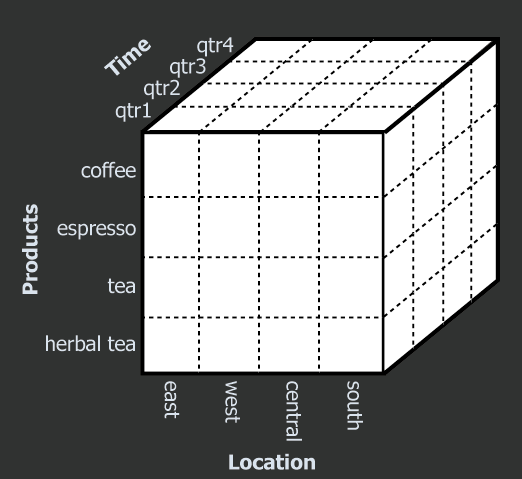 Time
qtr4
qtr3
qtr2
qtr1
Products
coffee
espresso
tea
herbal tea
east
west
central
south
Location